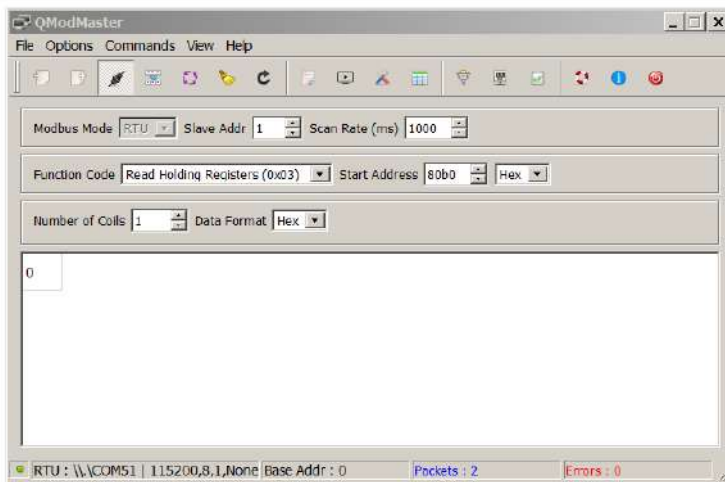 QModMaster
File Options Commands View Help
Modbus Mode RTU Slave Addr 1 Scan Rate (ms) 1000
Function Code Read Holding Registers (0x03) Start Address 80b0 Hex
Number of Coils 1 Data Format Hex
0
RTU : \\.\COM51 | 115200,8,1,None Base Addr : 0 Packets : 2 Errors : 0